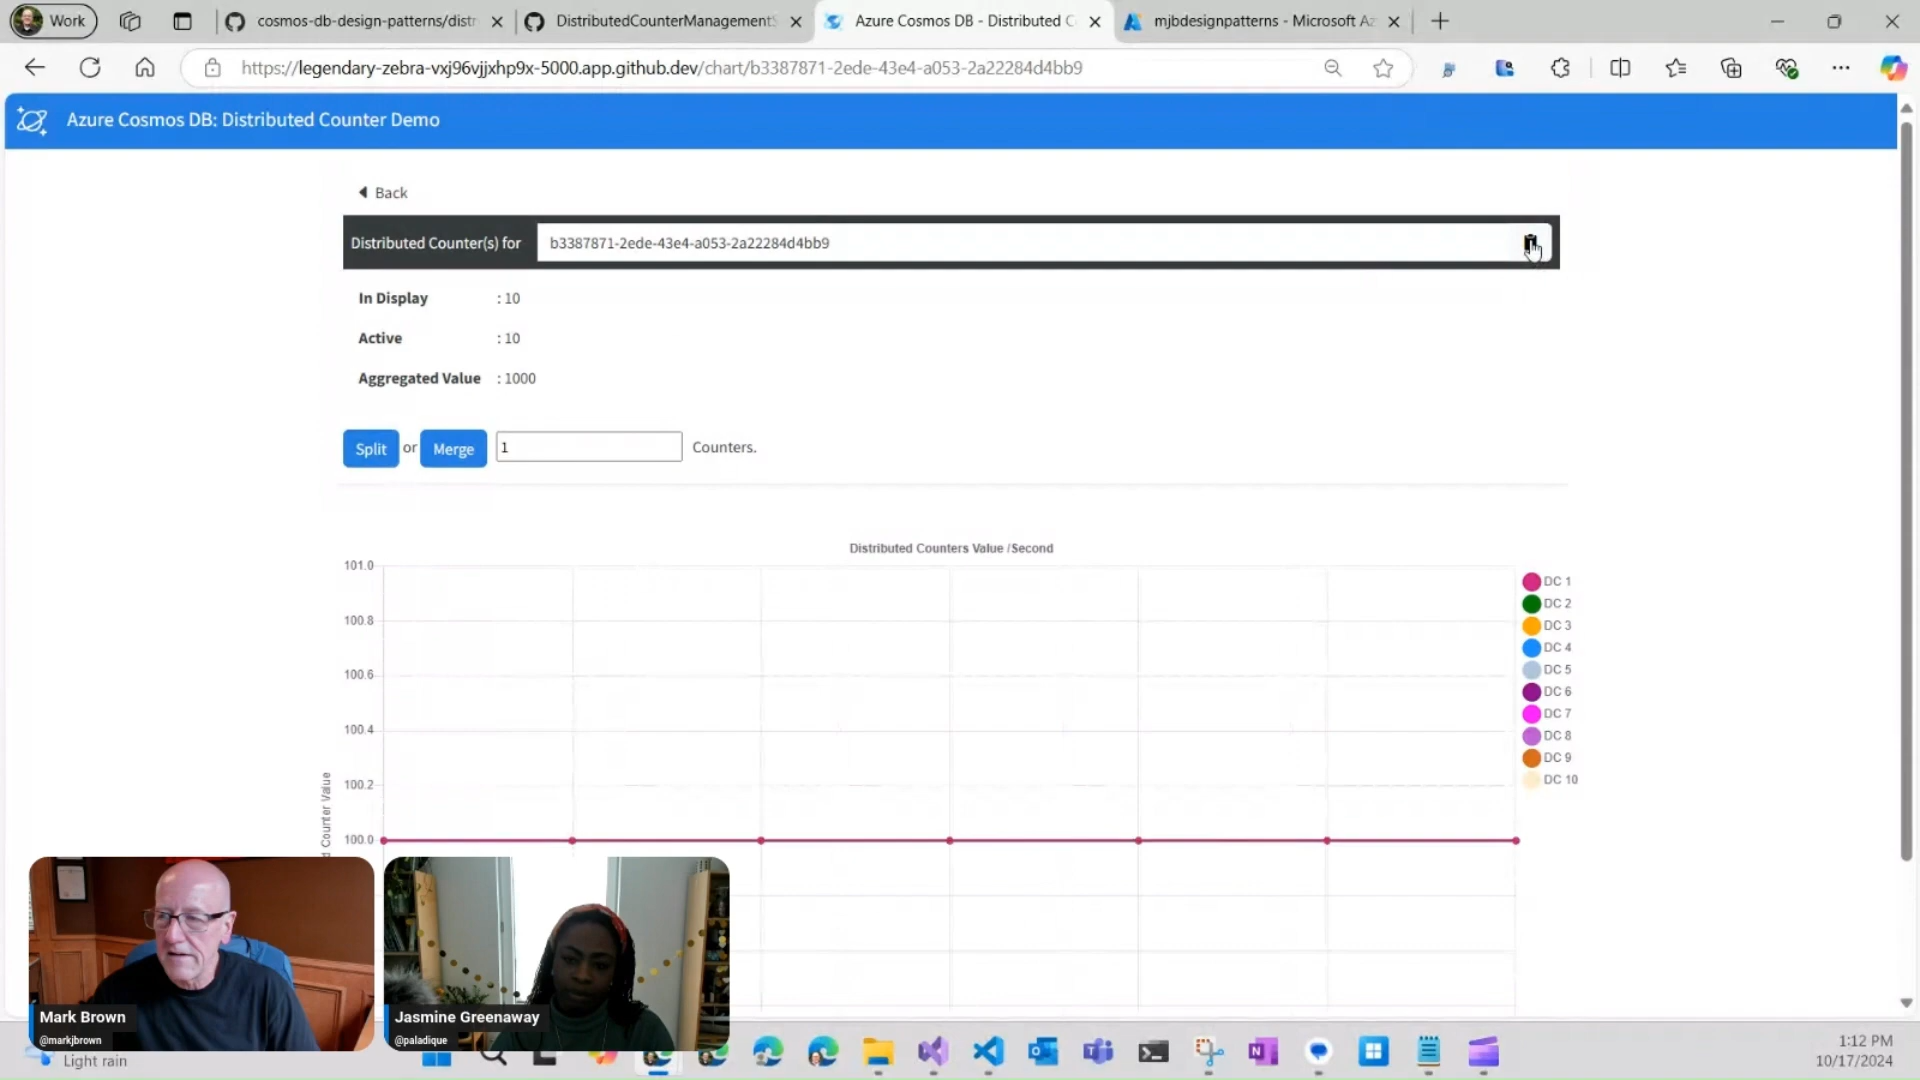 Work
cosmos-db-design-patterns/distr
DistributedCounterManagementS
Azure Cosmos DB - Distributed C
mjbdesignpatterns - Microsoft Az
https://legendary-zebra-vxj96vjjxhp9x-5000.app.github.dev/chart/b3387871-2ede-43e4-a053-2a22284d4bb9
Azure Cosmos DB: Distributed Counter Demo
Back
Distributed Counter(s) for b3387871-2ede-43e4-a053-2a22284d4bb9
In Display : 10
Active : 10
Aggregated Value : 1000
Split or Merge 1 Counters.
Distributed Counters Value /Second
101.0
100.8
100.6
100.4
100.2
100.0
d Counter Value
DC 1
DC 2
DC 3
DC 4
DC 5
DC 6
DC 7
DC 8
DC 9
DC 10
Mark Brown
@markjbrown
Jasmine Greenaway
@paladique
Light rain
1:12 PM
10/17/2024